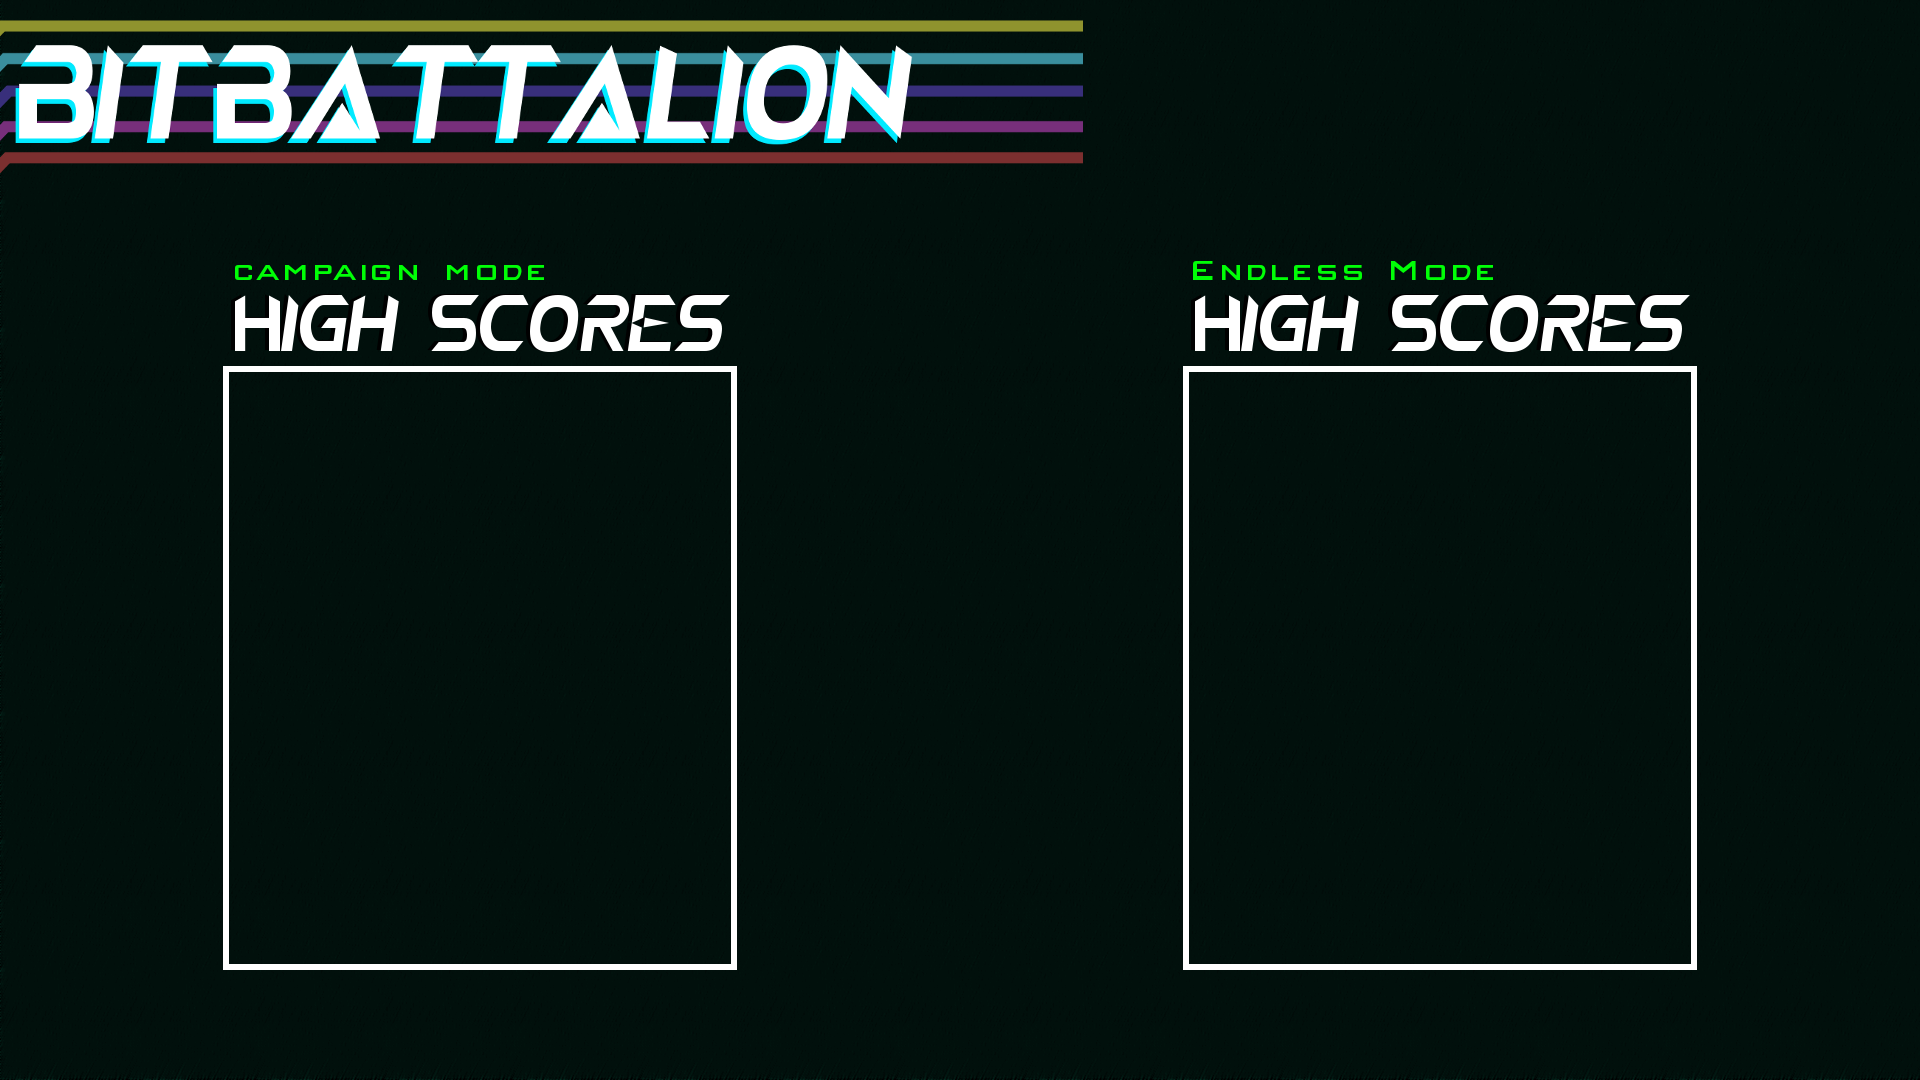 BITBATTALION
CAMPAIGN MODE
HIGH SCORES
ENDLESS MODE
HIGH SCORES